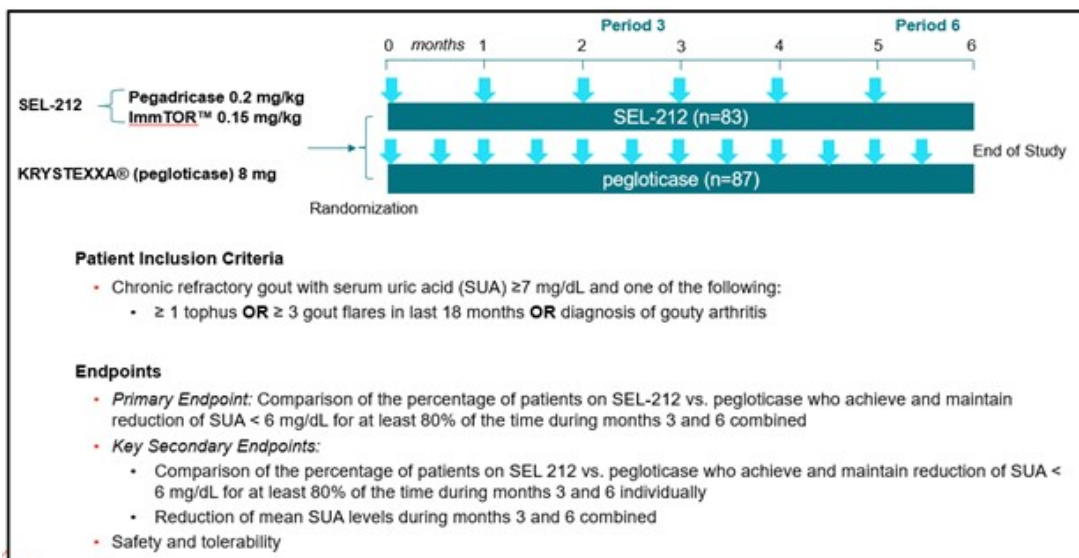 Period 3 Period 6
0 months 1 2 3 4 5 6
SEL-212
Pegadricase 0.2 mg/kg
ImmTOR™ 0.15 mg/kg
SEL-212 (n=83)
End of Study
KRYSTEXXA® (pegloticase) 8 mg
pegloticase (n=87)
Randomization
Patient Inclusion Criteria
• Chronic refractory gout with serum uric acid (SUA) ≥7 mg/dL and one of the following:
• ≥ 1 tophus OR ≥ 3 gout flares in last 18 months OR diagnosis of gouty arthritis
Endpoints
• Primary Endpoint: Comparison of the percentage of patients on SEL-212 vs. pegloticase who achieve and maintain
reduction of SUA < 6 mg/dL for at least 80% of the time during months 3 and 6 combined
• Key Secondary Endpoints:
• Comparison of the percentage of patients on SEL 212 vs. pegloticase who achieve and maintain reduction of SUA <
6 mg/dL for at least 80% of the time during months 3 and 6 individually
• Reduction of mean SUA levels during months 3 and 6 combined
• Safety and tolerability